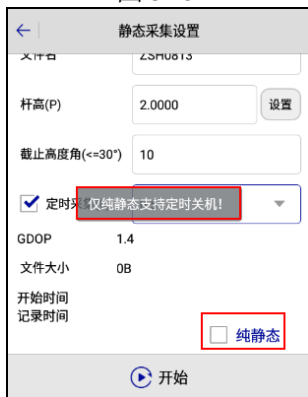 静态采集设置
文件名 ZSH0813
杆高(P) 2.0000 设置
截止高度角(<=30°) 10
定时采
仅纯静态支持定时关机！
GDOP 1.4
文件大小 0B
开始时间
记录时间
纯静态
开始